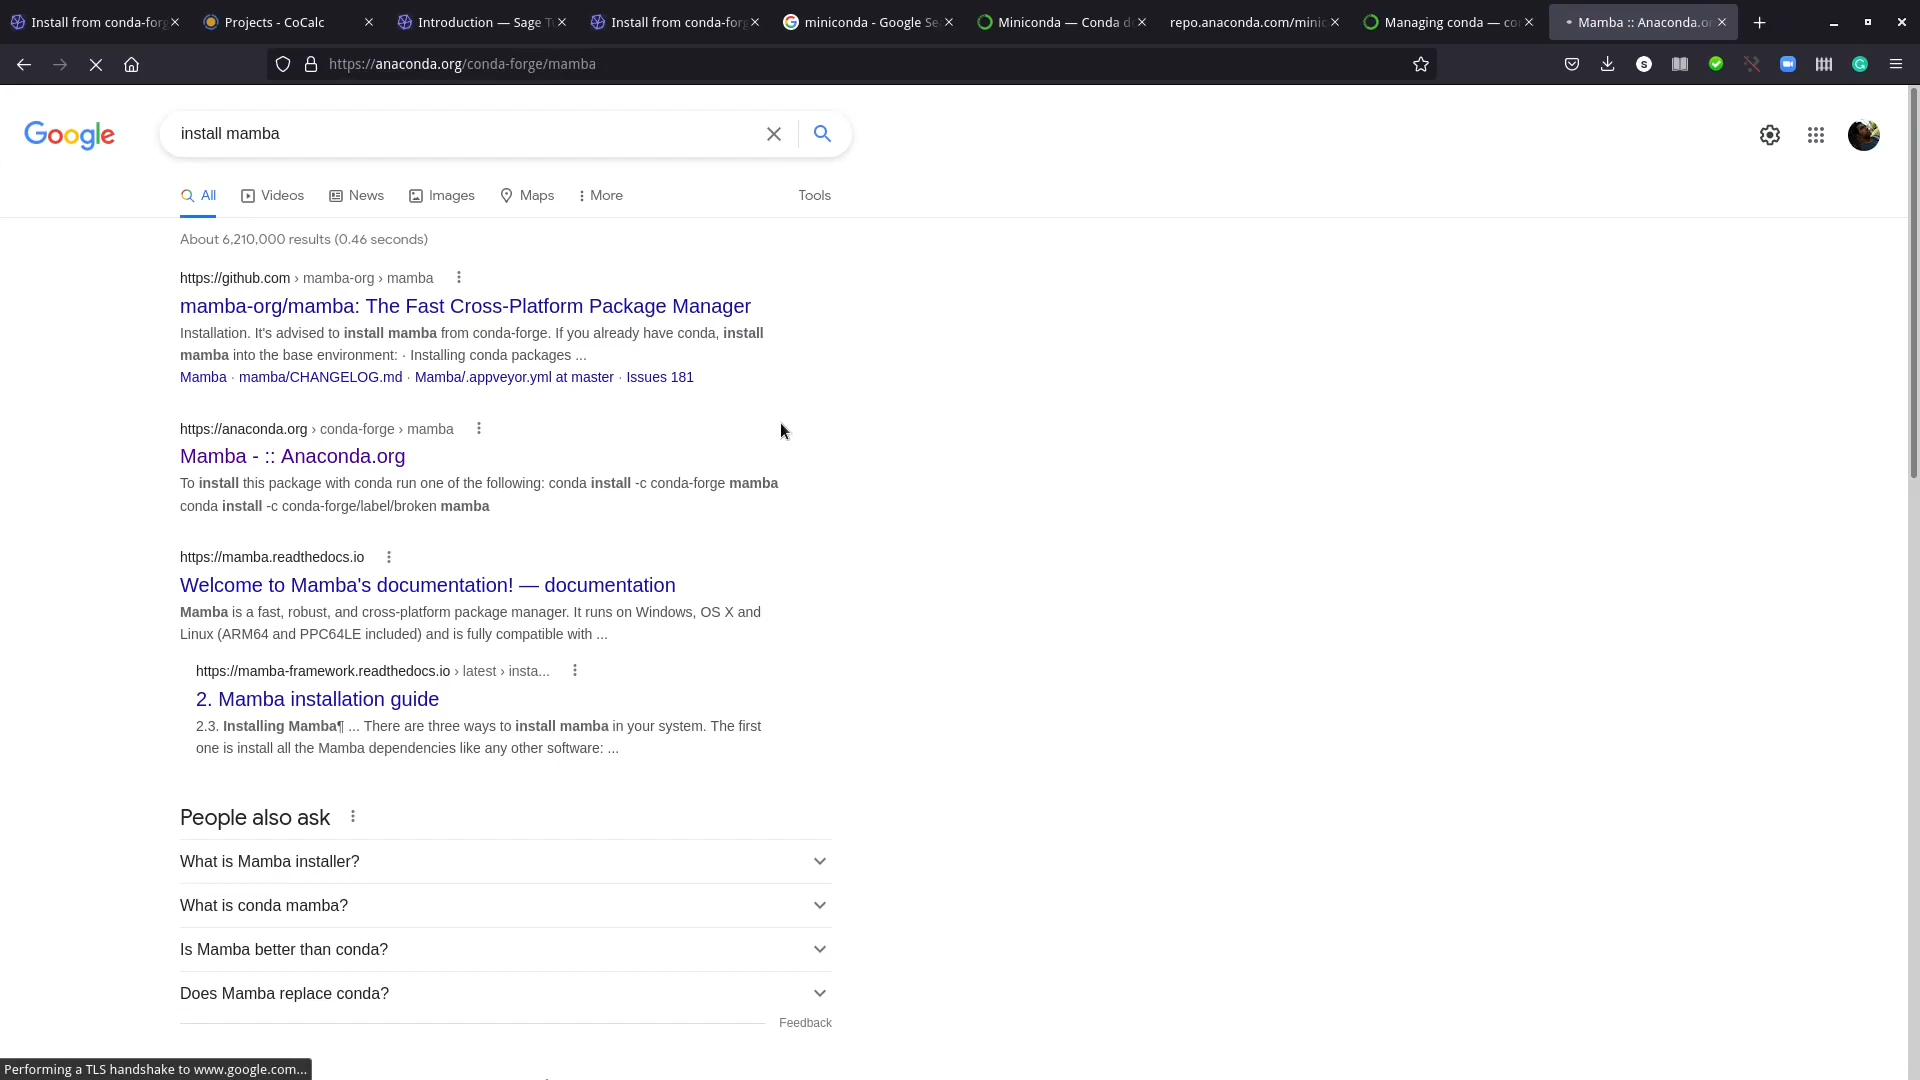 Install from conda-forg
Projects - CoCalc
Introduction — Sage T
Install from conda-forg
miniconda - Google Se
Miniconda — Conda d
repo.anaconda.com/minic
Managing conda — co
Mamba :: Anaconda.o
https://anaconda.org/conda-forge/mamba
Google
install mamba
All
Videos
News
Images
Maps
More
Tools
About 6,210,000 results (0.46 seconds)
https://github.com › mamba-org › mamba
mamba-org/mamba: The Fast Cross-Platform Package Manager
Installation. It's advised to install mamba from conda-forge. If you already have conda, install
mamba into the base environment: · Installing conda packages ...
Mamba · mamba/CHANGELOG.md · Mamba/.appveyor.yml at master · Issues 181
https://anaconda.org › conda-forge › mamba
Mamba - :: Anaconda.org
To install this package with conda run one of the following: conda install -c conda-forge mamba
conda install -c conda-forge/label/broken mamba
https://mamba.readthedocs.io
Welcome to Mamba's documentation! — documentation
Mamba is a fast, robust, and cross-platform package manager. It runs on Windows, OS X and
Linux (ARM64 and PPC64LE included) and is fully compatible with ...
https://mamba-framework.readthedocs.io › latest › insta...
2. Mamba installation guide
2.3. Installing Mamba¶ ... There are three ways to install mamba in your system. The first
one is install all the Mamba dependencies like any other software: ...
People also ask
What is Mamba installer?
What is conda mamba?
Is Mamba better than conda?
Does Mamba replace conda?
Feedback
Performing a TLS handshake to www.google.com...